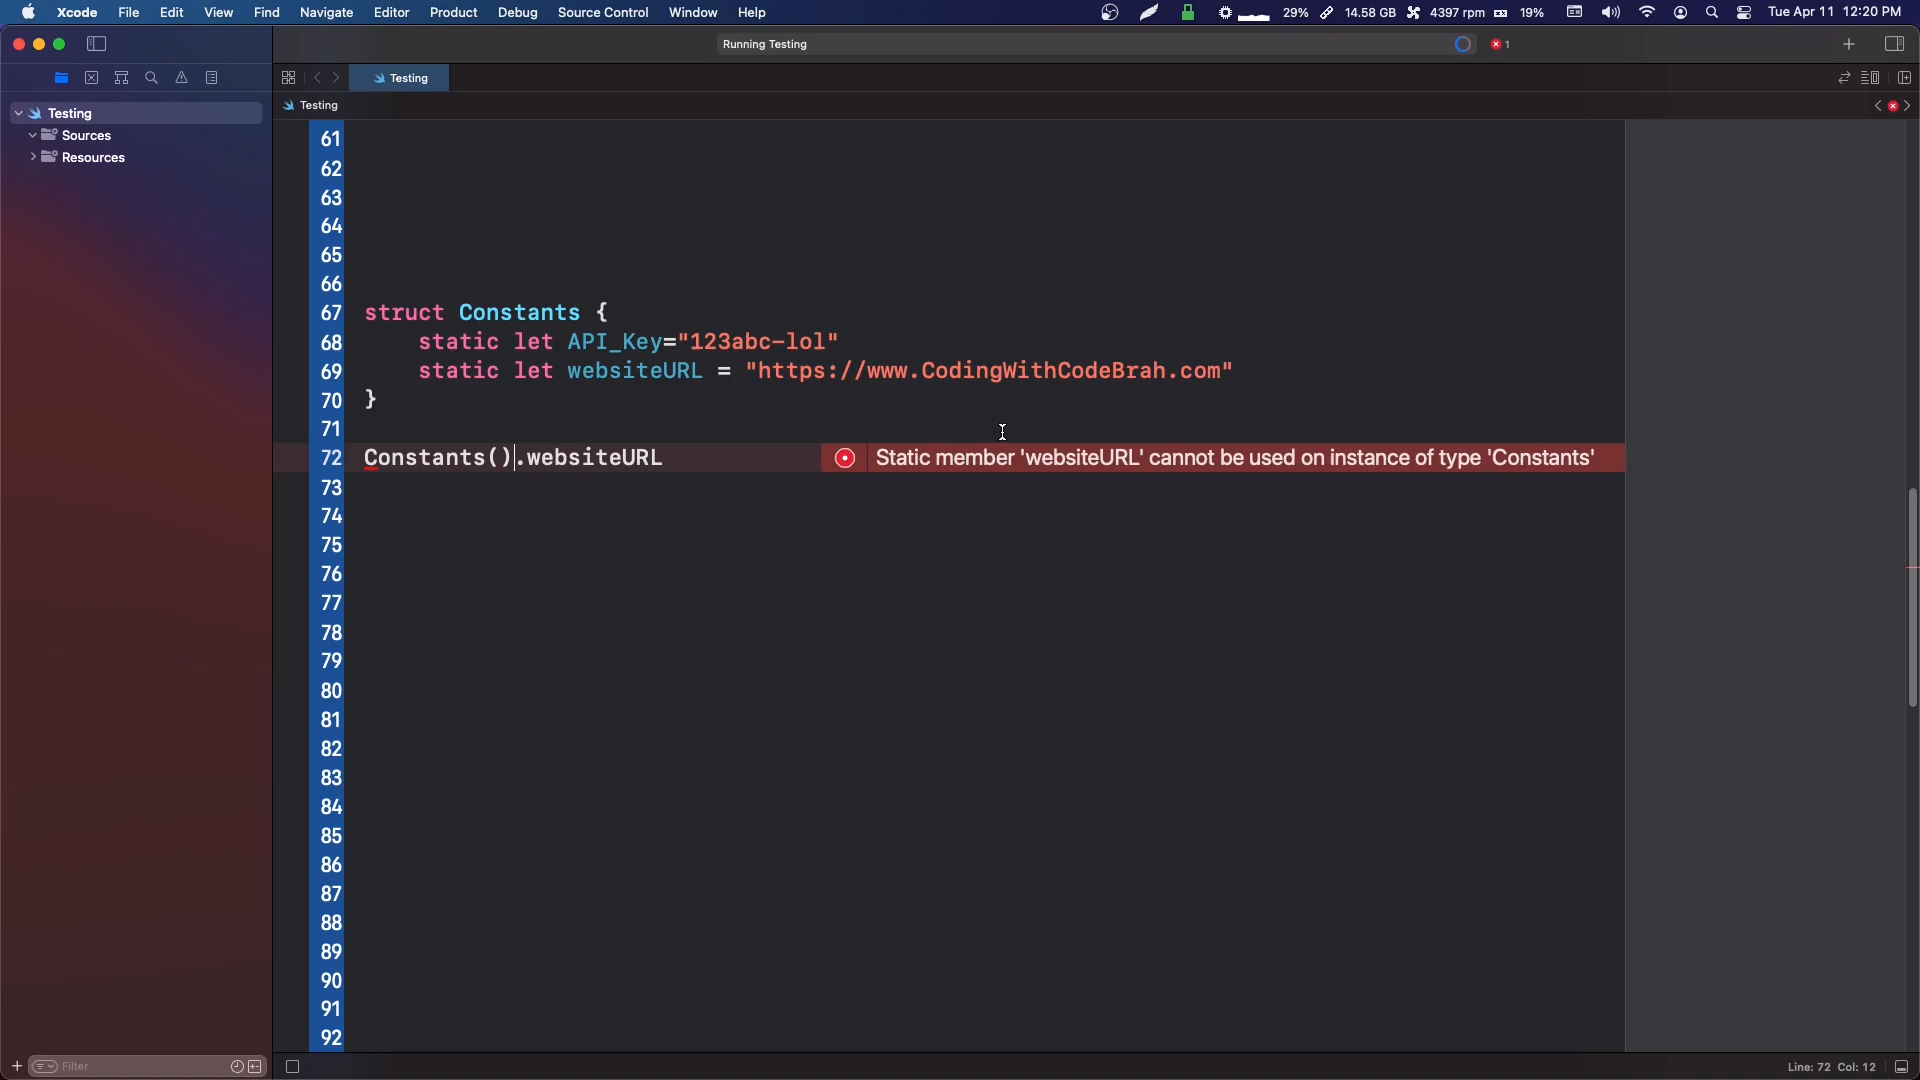 Xcode File Edit View Find Navigate Editor Product Debug Source Control Window Help 29% 14.58 GB 4397 rpm 19% Tue Apr 11 12:20 PM
Running Testing 1
Testing
Testing
Testing
Sources
Resources
61
62
63
64
65
66
67 struct Constants {
68 static let API_Key="123abc-lol"
69 static let websiteURL = "https://www.CodingWithCodeBrah.com"
70 }
71
72 Constants().websiteURL Static member 'websiteURL' cannot be used on instance of type 'Constants'
73
74
75
76
77
78
79
80
81
82
83
84
85
86
87
88
89
90
91
92
Filter Line: 72 Col: 12